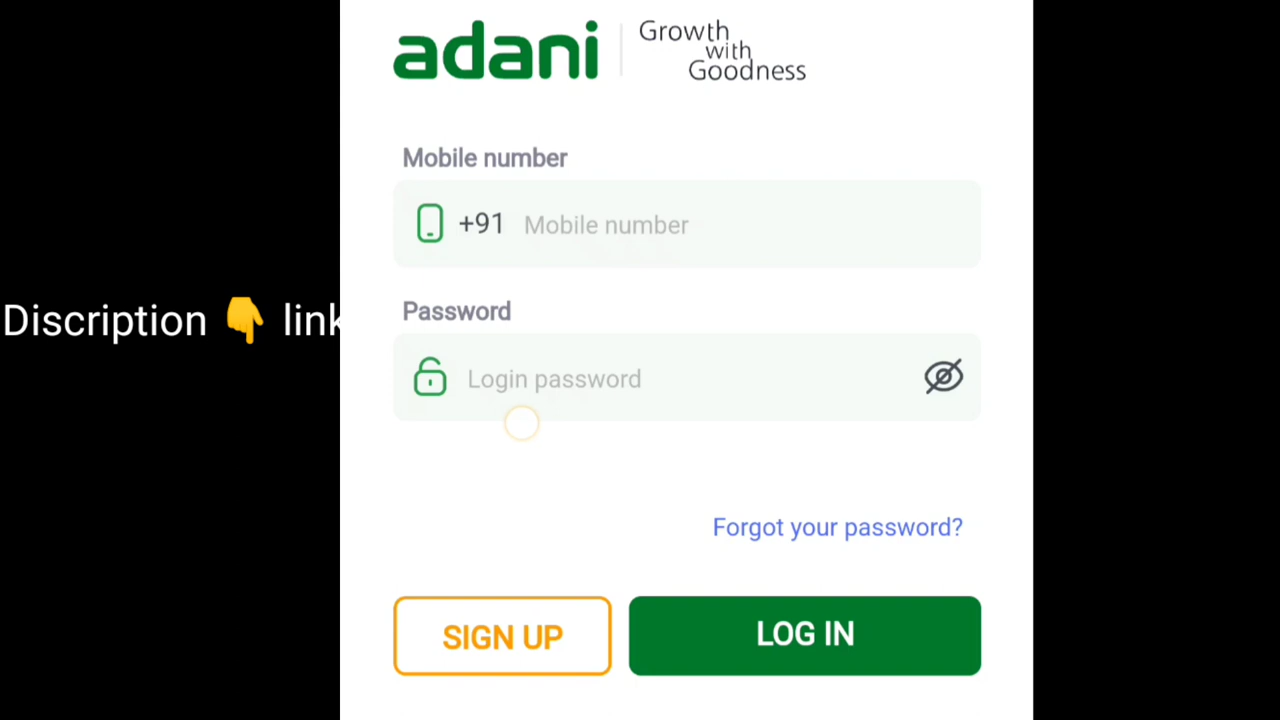 adani
Growth
with
Goodness
Mobile number
+91 Mobile number
Discription 👇 link
Password
Login password
Forgot your password?
SIGN UP
LOG IN